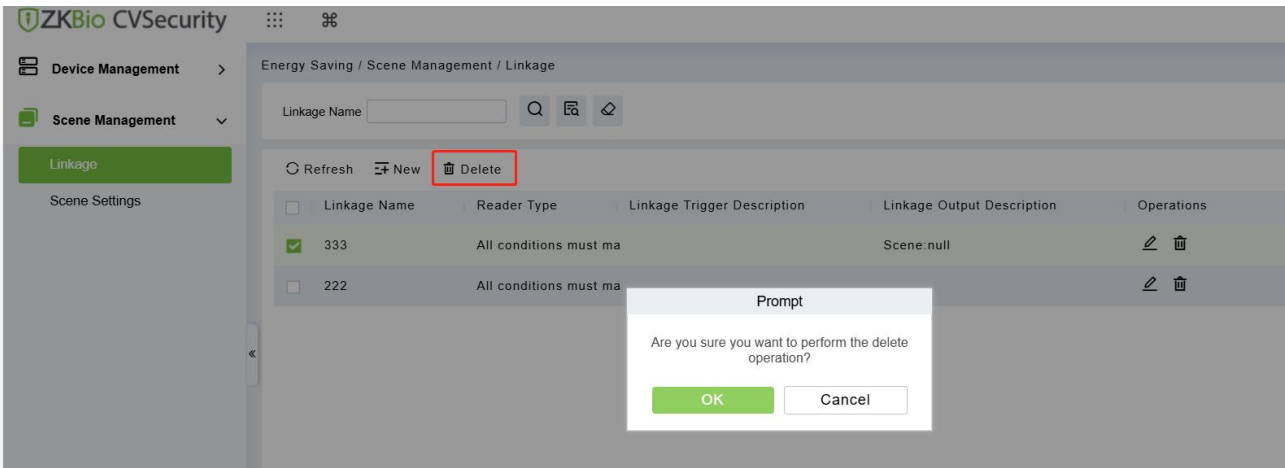 ZKBio CVSecurity
Device Management
Scene Management
Linkage
Scene Settings
Energy Saving / Scene Management / Linkage
Linkage Name
Refresh New Delete
Linkage Name Reader Type Linkage Trigger Description Linkage Output Description Operations
333 All conditions must ma Scene:null
222 All conditions must ma
Prompt
Are you sure you want to perform the delete
operation?
OK Cancel